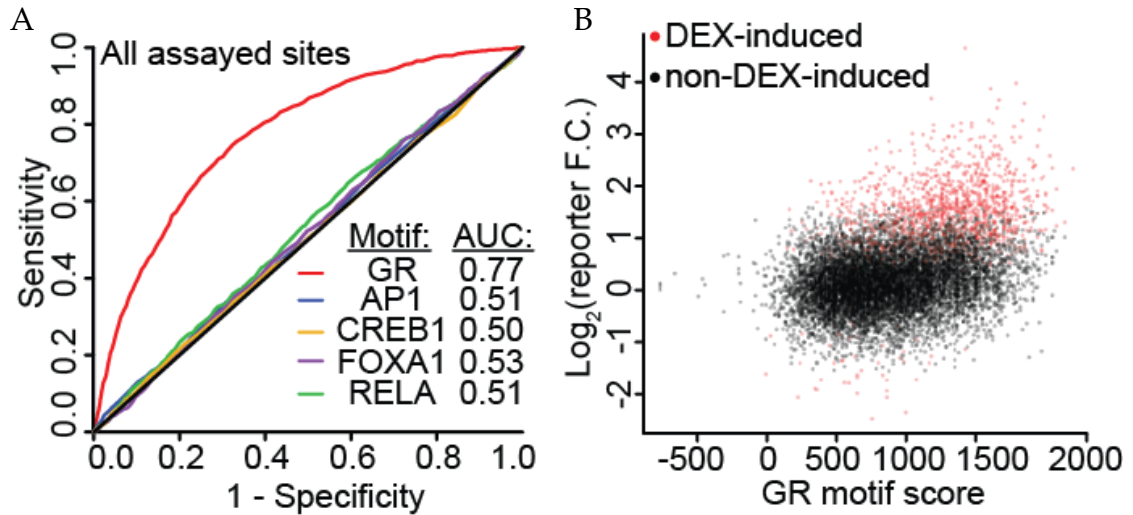 A
All assayed sites
Sensitivity
1.0
0.8
0.6
0.4
0.2
0.0
Motif: AUC:
GR 0.77
AP1 0.51
CREB1 0.50
FOXA1 0.53
RELA 0.51
0.0 0.2 0.4 0.6 0.8 1.0
1 - Specificity
B
DEX-induced
non-DEX-induced
Log2(reporter F.C.)
4
3
2
1
0
-1
-2
-500 0 500 1000 1500 2000
GR motif score